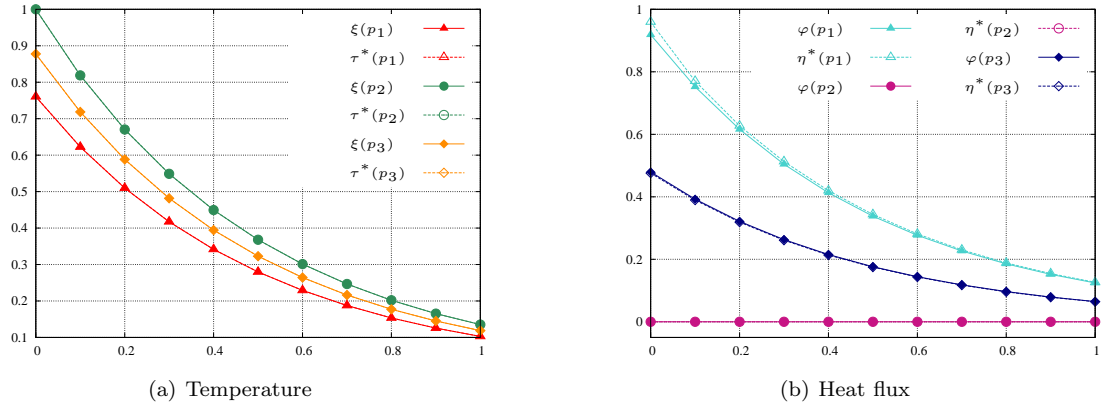 1
0.9
0.8
0.7
0.6
0.5
0.4
0.3
0.2
0.1
0 0.2 0.4 0.6 0.8 1
ξ(p₁)
τ*(p₁)
ξ(p₂)
τ*(p₂)
ξ(p₃)
τ*(p₃)
(a) Temperature
1
0.8
0.6
0.4
0.2
0
0 0.2 0.4 0.6 0.8 1
φ(p₁)
η*(p₁)
φ(p₂)
η*(p₂)
φ(p₃)
η*(p₃)
(b) Heat flux